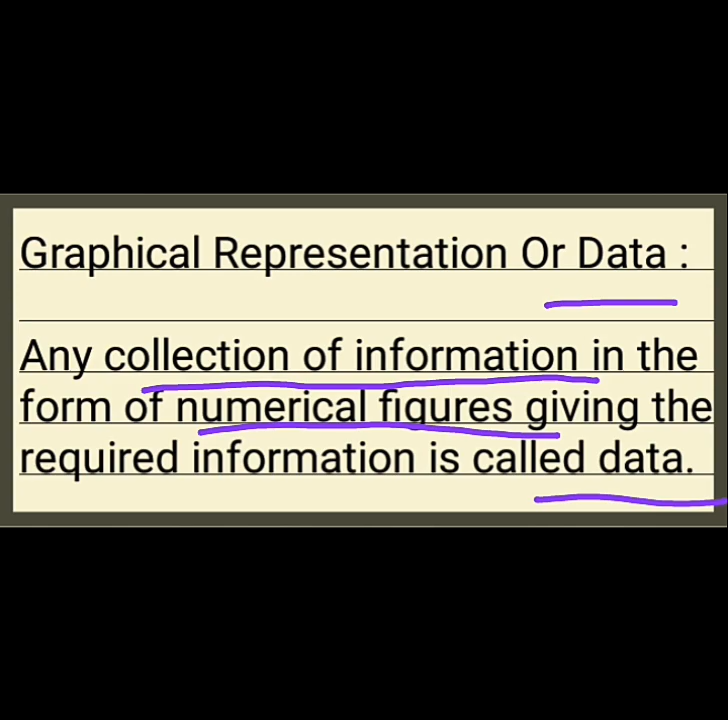 Graphical Representation Or Data :
Any collection of information in the
form of numerical figures giving the
required information is called data.